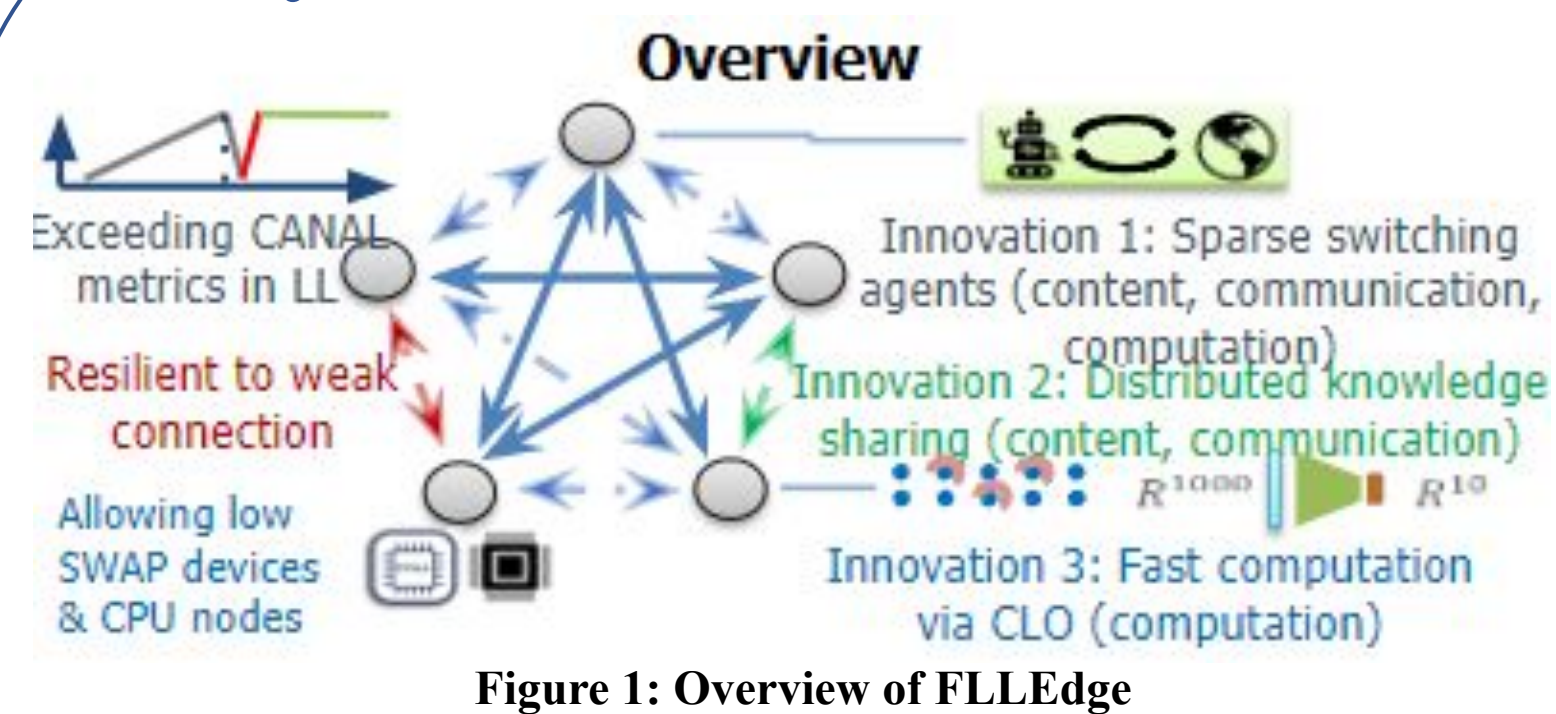 Overview
Exceeding CANAL
metrics in LL
Resilient to weak
connection
Allowing low
SWAP devices
& CPU nodes
Innovation 1: Sparse switching
agents (content, communication,
computation)
Innovation 2: Distributed knowledge
sharing (content, communication)
R¹⁰⁰⁰ R¹⁰
Innovation 3: Fast computation
via CLO (computation)
Figure 1: Overview of FLLEdge